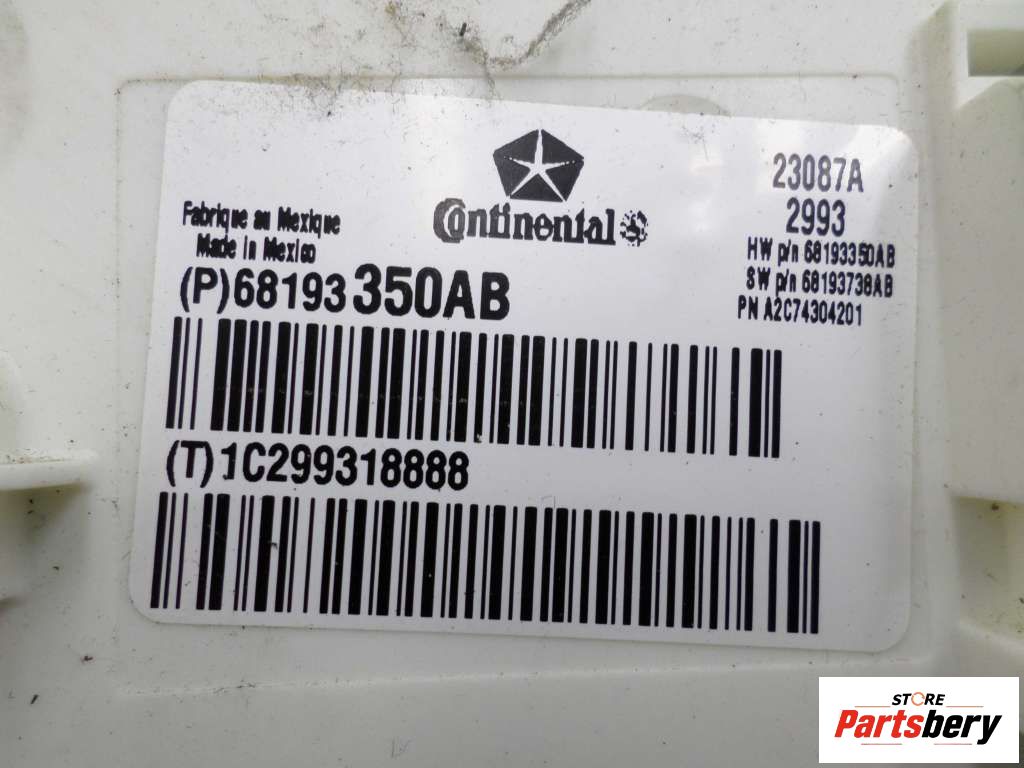 Continental
23087A
2993
Fabrique au Mexique
Made in Mexico
HW p/n 68193350AB
SW p/n 68193738AB
PN A2C74304201
(P)68193350AB
(T)1C299318888
STORE
Partsbery